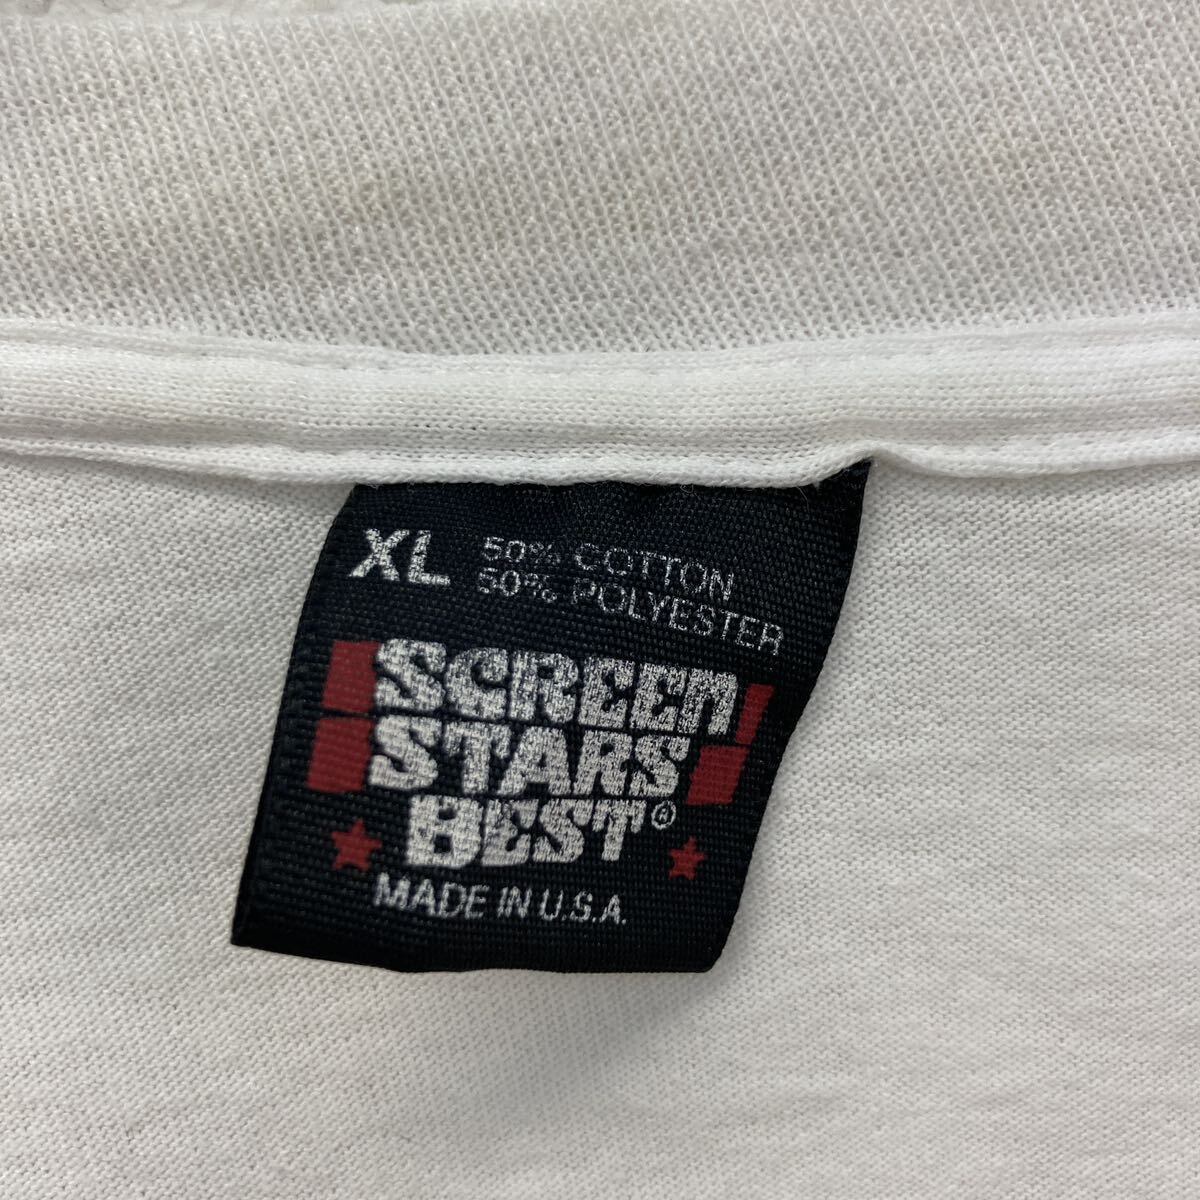 XL 50% COTTON
50% POLYESTER
SCREEN
STARS
BEST®
MADE IN U.S.A.